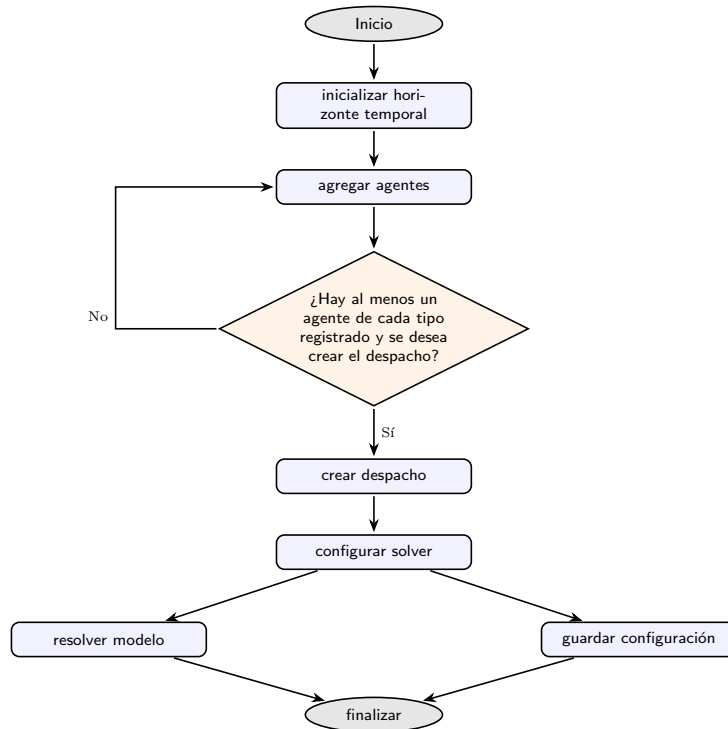 Inicio
inicializar hori-
zonte temporal
agregar agentes
¿Hay al menos un
agente de cada tipo
registrado y se desea
crear el despacho?
No
Sí
crear despacho
configurar solver
resolver modelo
guardar configuración
finalizar